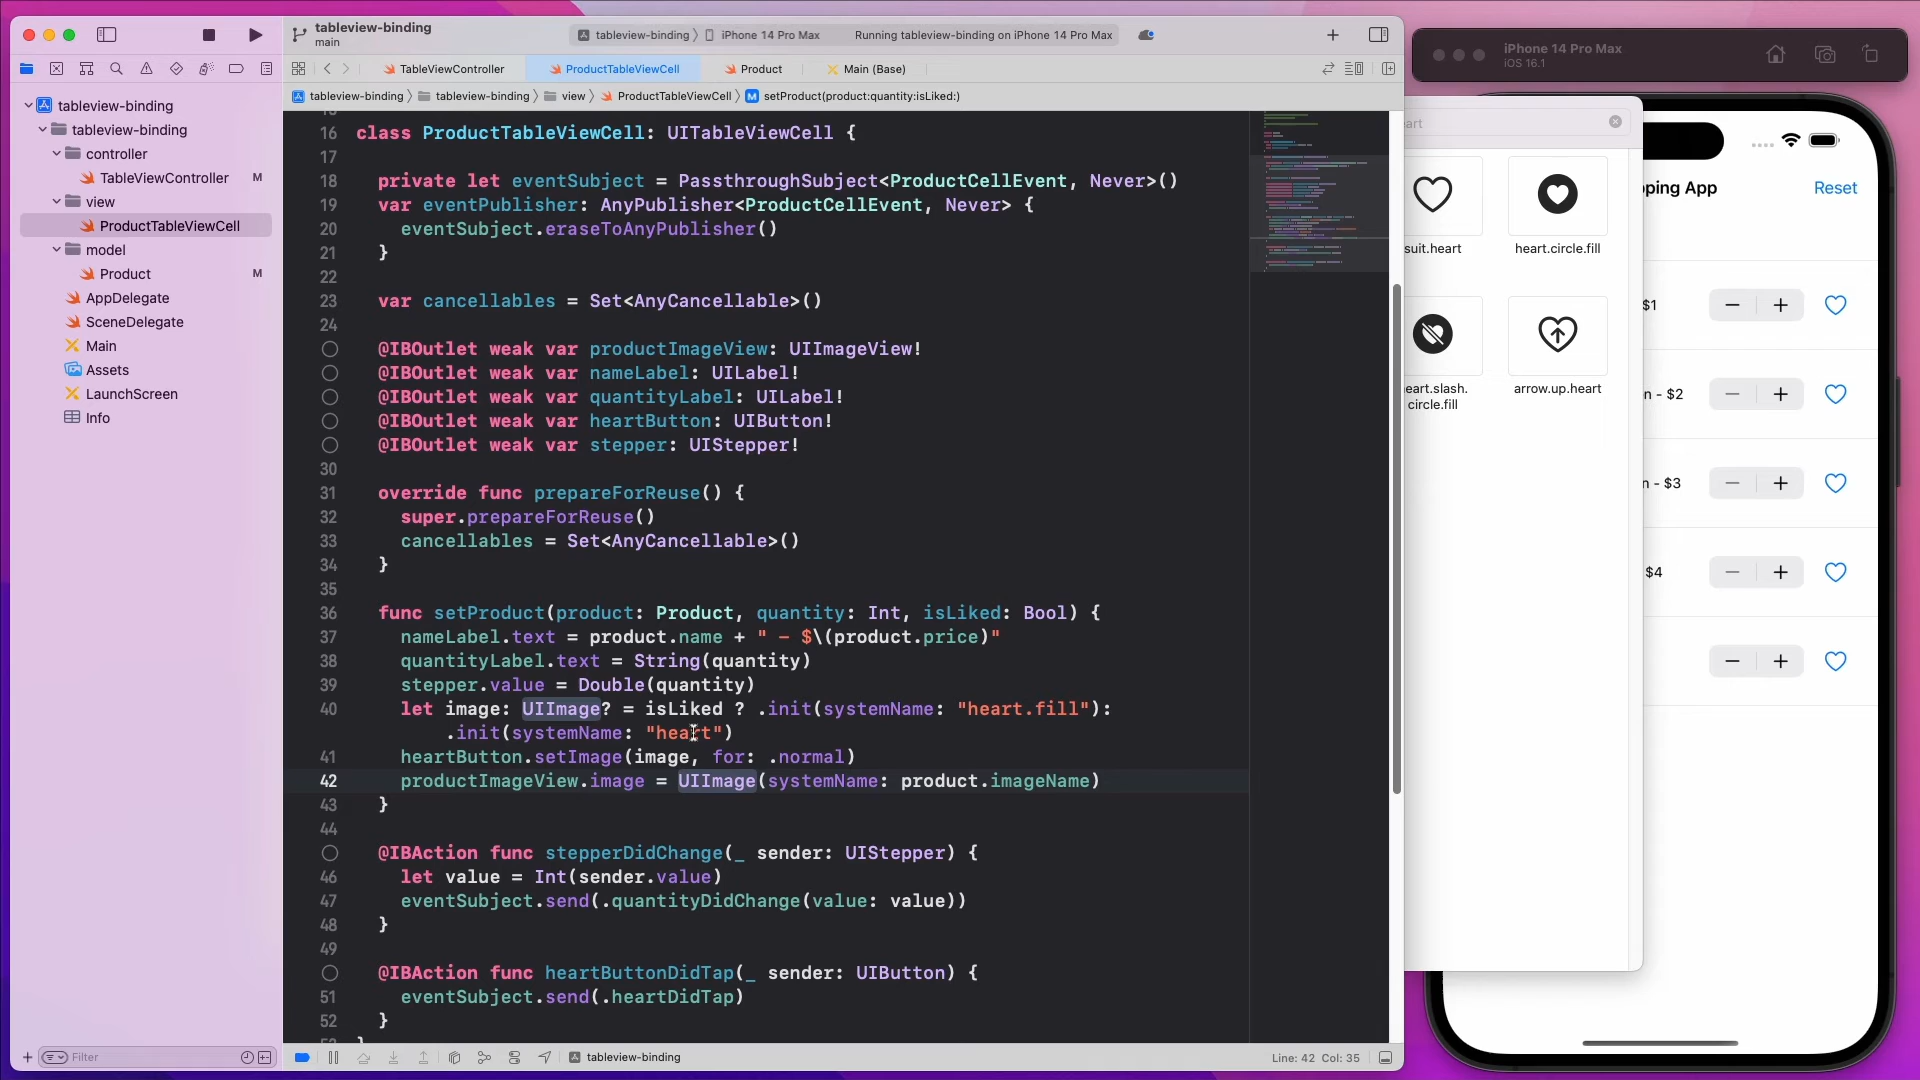 tableview-binding
main
tableview-binding 〉 iPhone 14 Pro Max
Running tableview-binding on iPhone 14 Pro Max
TableViewController
ProductTableViewCell
Product
Main (Base)
tableview-binding 〉 tableview-binding 〉 view 〉 ProductTableViewCell 〉 M setProduct(product:quantity:isLiked:)
tableview-binding
tableview-binding
controller
TableViewController M
view
ProductTableViewCell
model
Product M
AppDelegate
SceneDelegate
Main
Assets
LaunchScreen
Info
Filter
16 class ProductTableViewCell: UITableViewCell {
17
18 private let eventSubject = PassthroughSubject<ProductCellEvent, Never>()
19 var eventPublisher: AnyPublisher<ProductCellEvent, Never> {
20 eventSubject.eraseToAnyPublisher()
21 }
22
23 var cancellables = Set<AnyCancellable>()
24
@IBOutlet weak var productImageView: UIImageView!
@IBOutlet weak var nameLabel: UILabel!
@IBOutlet weak var quantityLabel: UILabel!
@IBOutlet weak var heartButton: UIButton!
@IBOutlet weak var stepper: UIStepper!
30
31 override func prepareForReuse() {
32 super.prepareForReuse()
33 cancellables = Set<AnyCancellable>()
34 }
35
36 func setProduct(product: Product, quantity: Int, isLiked: Bool) {
37 nameLabel.text = product.name + " - $\(product.price)"
38 quantityLabel.text = String(quantity)
39 stepper.value = Double(quantity)
40 let image: UIImage? = isLiked ? .init(systemName: "heart.fill"):
.init(systemName: "heart")
41 heartButton.setImage(image, for: .normal)
42 productImageView.image = UIImage(systemName: product.imageName)
43 }
44
@IBAction func stepperDidChange(_ sender: UIStepper) {
46 let value = Int(sender.value)
47 eventSubject.send(.quantityDidChange(value: value))
48 }
49
@IBAction func heartButtonDidTap(_ sender: UIButton) {
51 eventSubject.send(.heartDidTap)
52 }
tableview-binding
Line: 42 Col: 35
iPhone 14 Pro Max
iOS 16.1
eart
suit.heart
heart.circle.fill
eart.slash.
circle.fill
arrow.up.heart
pping App
Reset
$1
n - $2
n - $3
$4